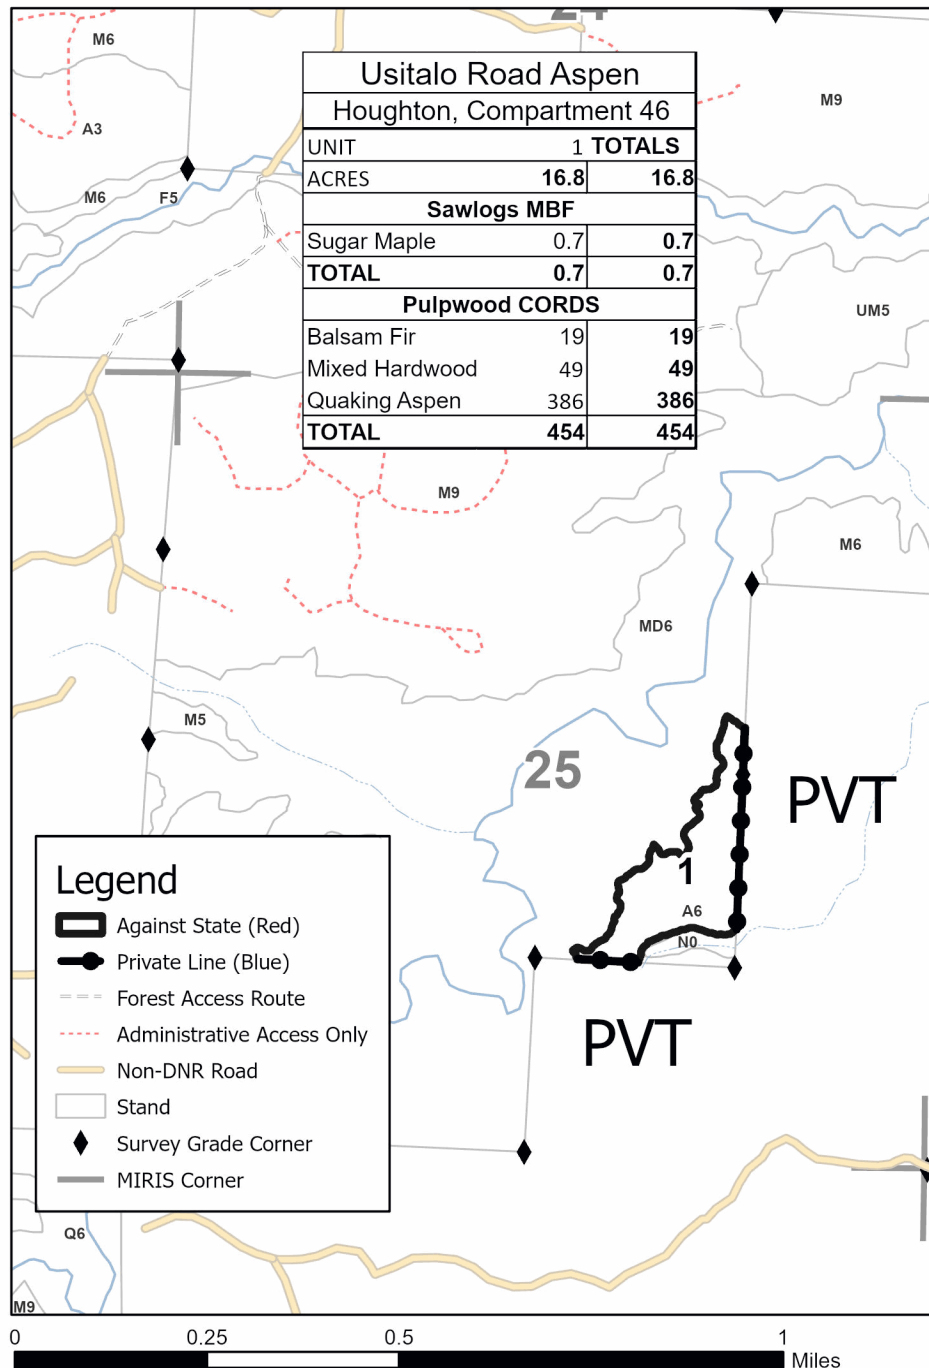 24
M6
A3
M6
F5
M9
Usitalo Road Aspen
Houghton, Compartment 46
UNIT 1 TOTALS
ACRES 16.8 16.8
Sawlogs MBF
Sugar Maple 0.7 0.7
TOTAL 0.7 0.7
Pulpwood CORDS
Balsam Fir 19 19
Mixed Hardwood 49 49
Quaking Aspen 386 386
TOTAL 454 454
UM5
M9
M6
MD6
M5
25
PVT
1
A6
N0
PVT
Legend
Against State (Red)
Private Line (Blue)
Forest Access Route
Administrative Access Only
Non-DNR Road
Stand
Survey Grade Corner
MIRIS Corner
Q6
M9
0 0.25 0.5 1
Miles